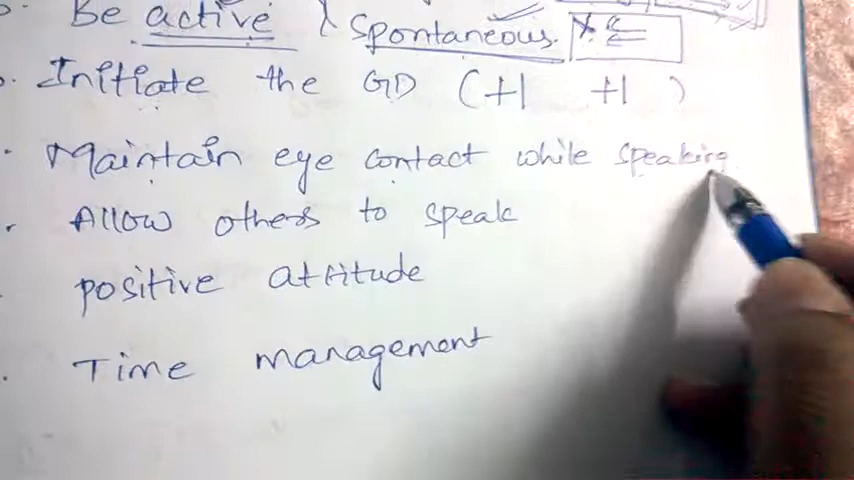 Be active & Spontaneous.
Initiate the GD (+1 +1 )
Maintain eye contact while speaking
Allow others to speak
positive attitude
Time management